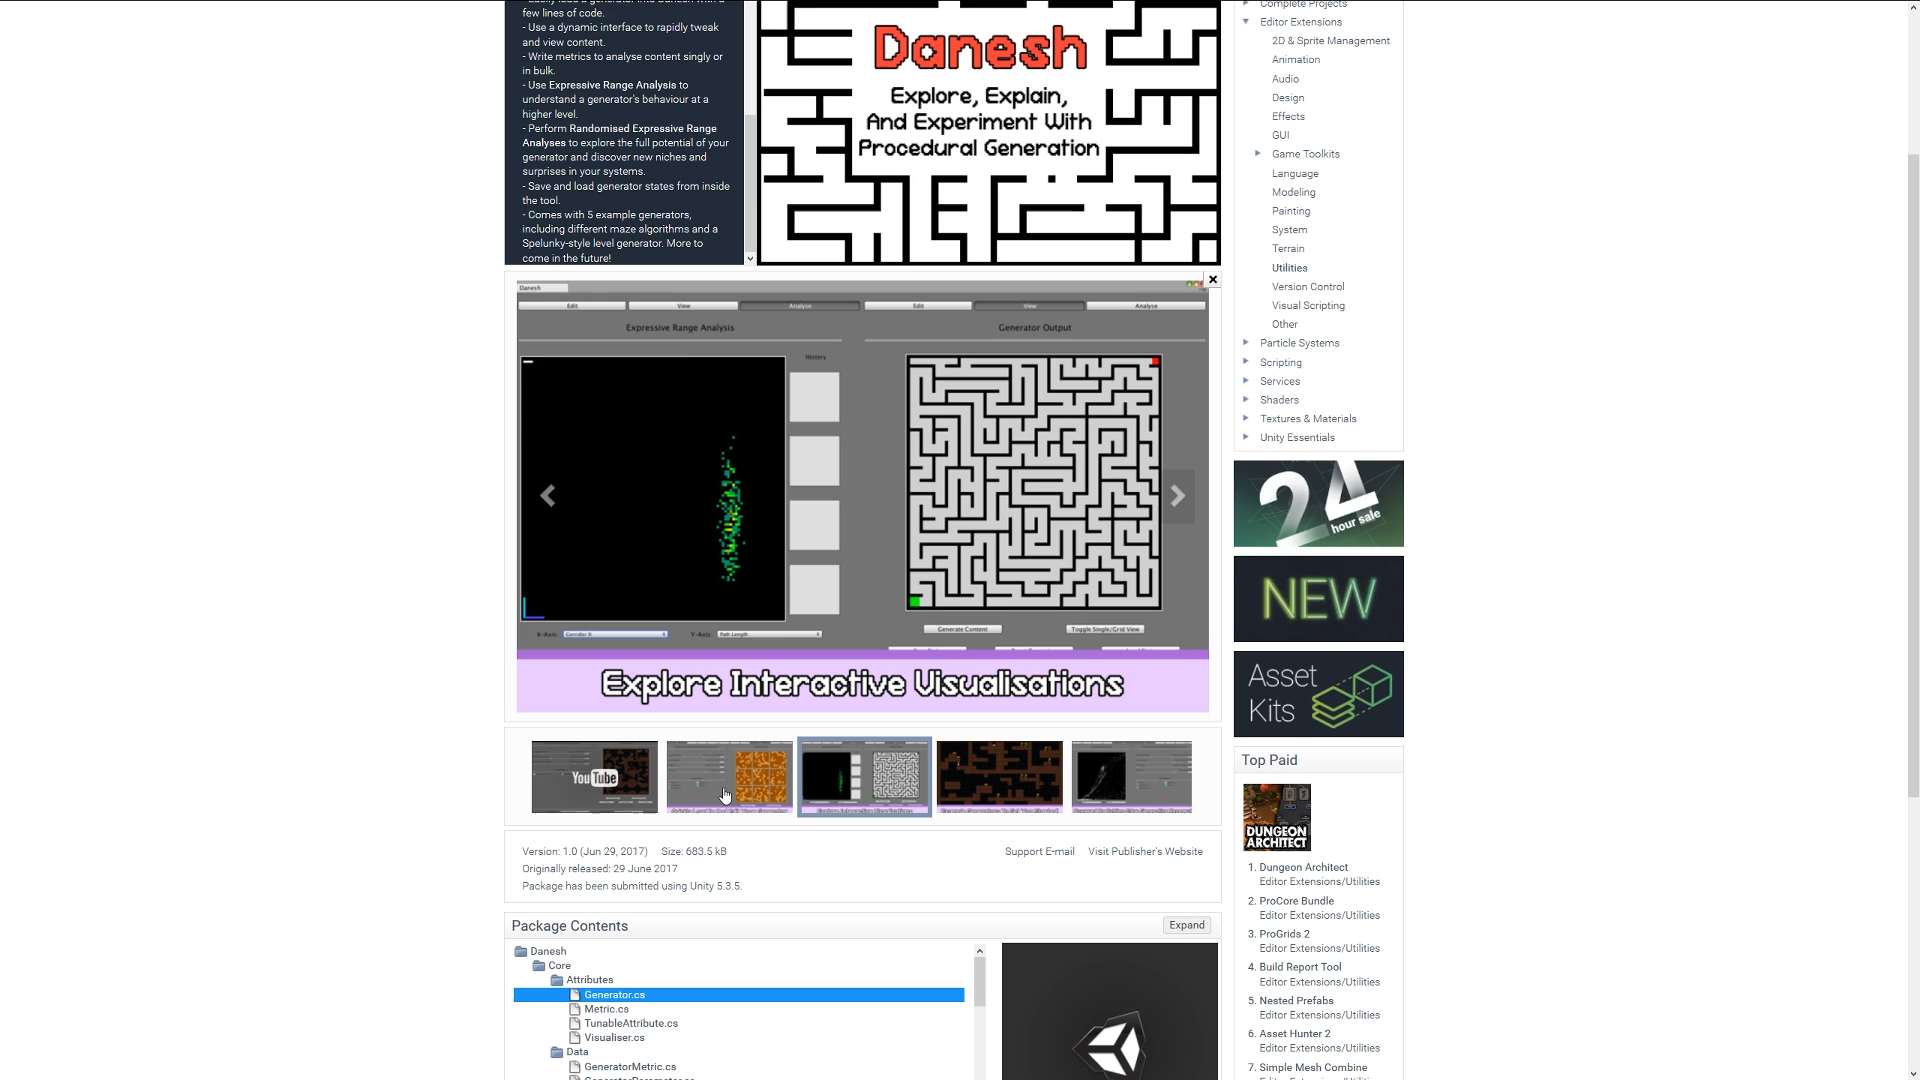 few lines of code.
- Use a dynamic interface to rapidly tweak
and view content.
- Write metrics to analyse content singly or
in bulk.
- Use Expressive Range Analysis to
understand a generator's behaviour at a
higher level.
- Perform Randomised Expressive Range
Analyses to explore the full potential of your
generator and discover new niches and
surprises in your systems.
- Save and load generator states from inside
the tool.
- Comes with 5 example generators,
including different maze algorithms and a
Spelunky-style level generator. More to
come in the future!
Danesh
Explore, Explain,
And Experiment With
Procedural Generation
Danesh
Edit View Analyse Edit View Analyse
Expressive Range Analysis Generator Output
History
X-Axis: Corridor % Y-Axis: Path Length
Generate Content Toggle Single/Grid View
Explore Interactive Visualisations
YouTube
Version: 1.0 (Jun 29, 2017) Size: 683.5 kB
Originally released: 29 June 2017
Package has been submitted using Unity 5.3.5.
Support E-mail Visit Publisher's Website
Package Contents
Expand
Danesh
Core
Attributes
Generator.cs
Metric.cs
TunableAttribute.cs
Visualiser.cs
Data
GeneratorMetric.cs
Complete Projects
Editor Extensions
2D & Sprite Management
Animation
Audio
Design
Effects
GUI
Game Toolkits
Language
Modeling
Painting
System
Terrain
Utilities
Version Control
Visual Scripting
Other
Particle Systems
Scripting
Services
Shaders
Textures & Materials
Unity Essentials
24
hour sale
NEW
Asset
Kits
Top Paid
DUNGEON
ARCHITECT
1. Dungeon Architect
Editor Extensions/Utilities
2. ProCore Bundle
Editor Extensions/Utilities
3. ProGrids 2
Editor Extensions/Utilities
4. Build Report Tool
Editor Extensions/Utilities
5. Nested Prefabs
Editor Extensions/Utilities
6. Asset Hunter 2
Editor Extensions/Utilities
7. Simple Mesh Combine